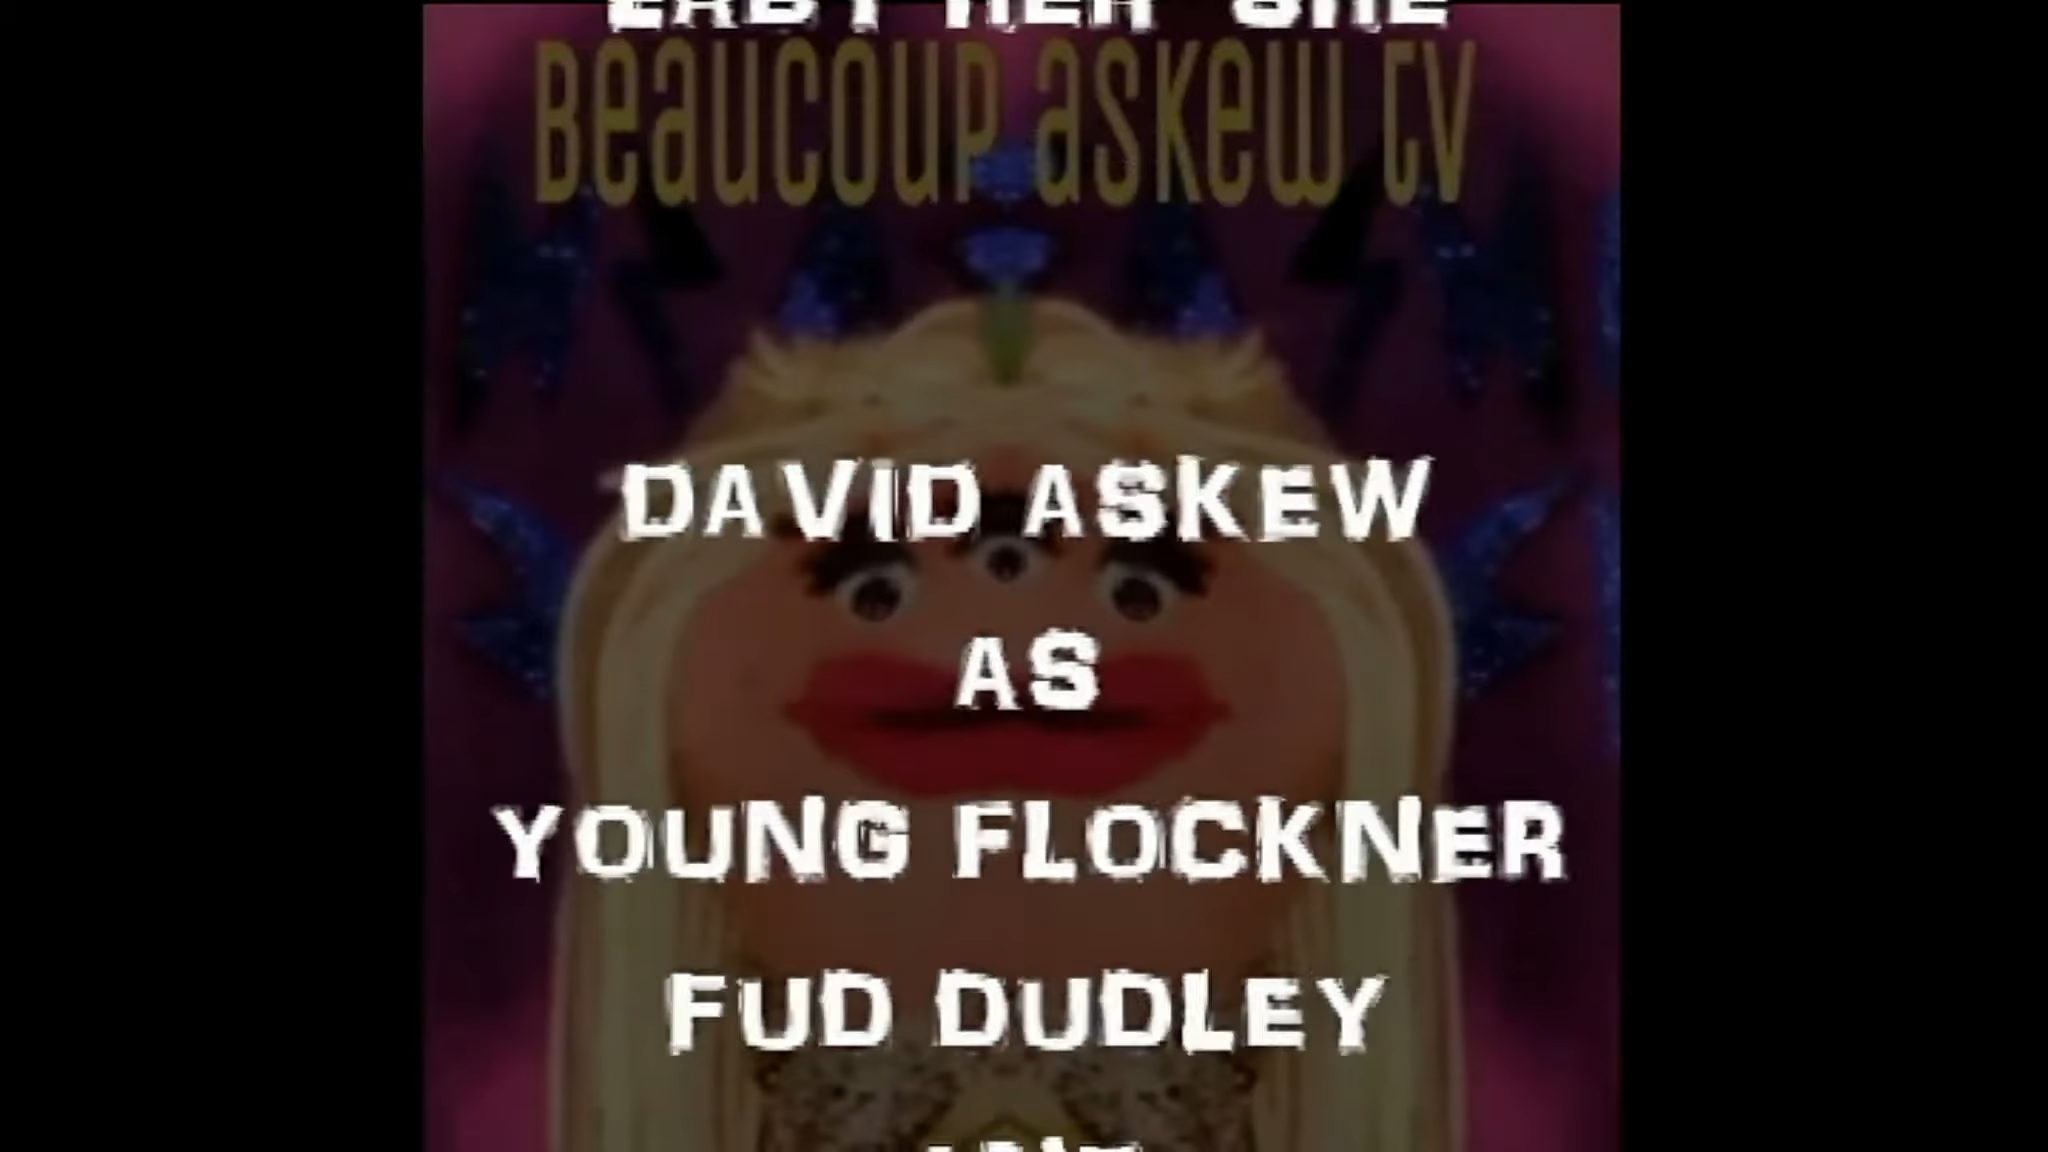 BEAUCOUP ASKEW TV
DAVID ASKEW
AS
YOUNG FLOCKNER
FUD DUDLEY